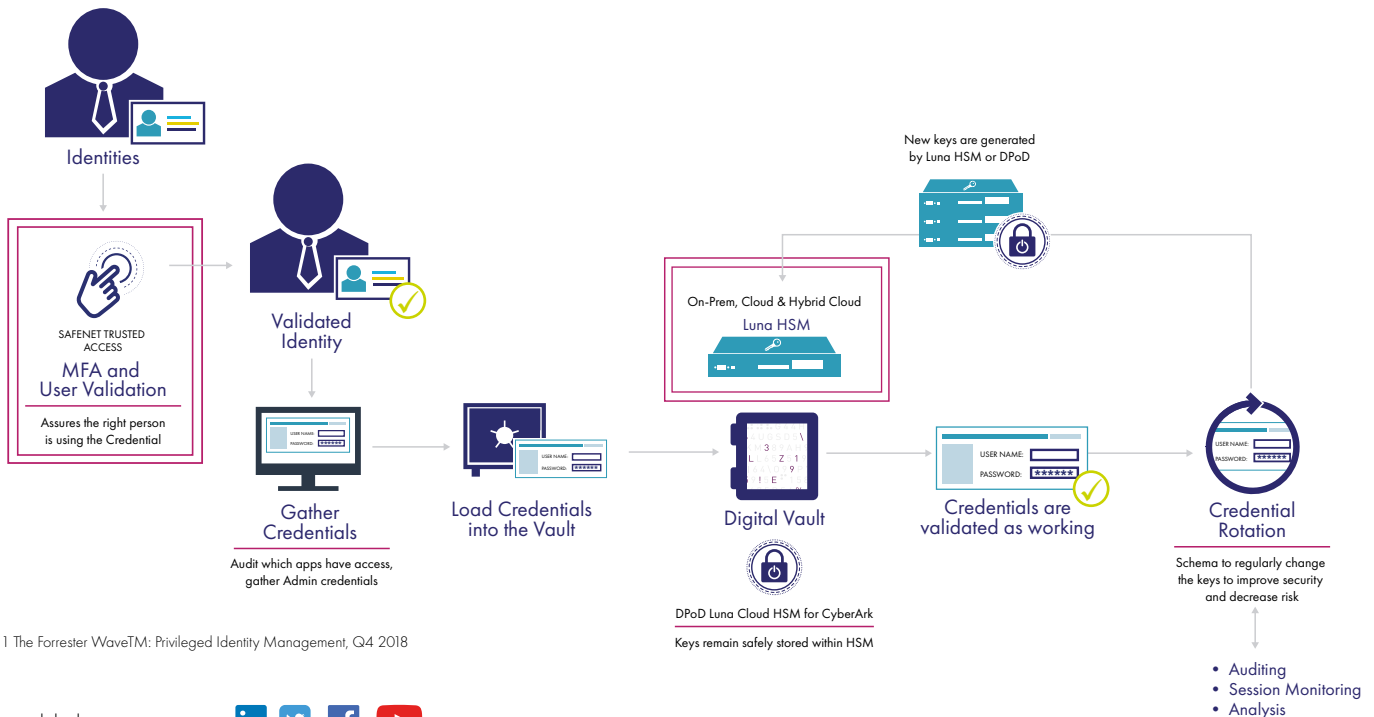 Identities
SAFENET TRUSTED
ACCESS
MFA and
User Validation
Assures the right person
is using the Credential
Validated
Identity
USER NAME:
PASSWORD: ******
Gather
Credentials
Audit which apps have access,
gather Admin credentials
USER NAME:
PASSWORD: ******
Load Credentials
into the Vault
New keys are generated
by Luna HSM or DPoD
On-Prem, Cloud & Hybrid Cloud
Luna HSM
Digital Vault
DPoD Luna Cloud HSM for CyberArk
Keys remain safely stored within HSM
USER NAME:
PASSWORD: ******
Credentials are
validated as working
USER NAME:
PASSWORD: ******
Credential
Rotation
Schema to regularly change
the keys to improve security
and decrease risk
• Auditing
• Session Monitoring
• Analysis
1 The Forrester WaveTM: Privileged Identity Management, Q4 2018